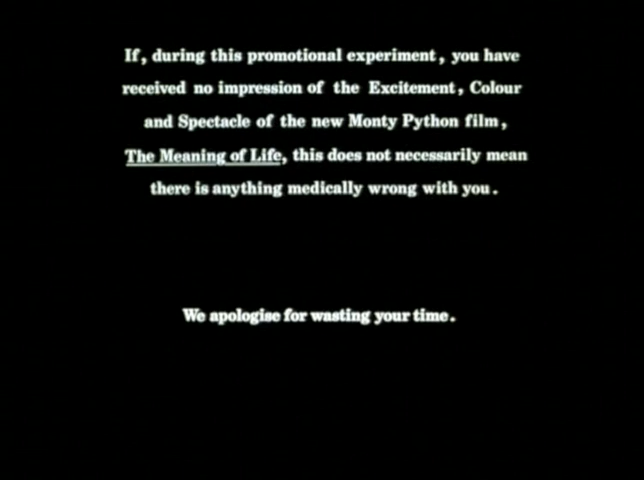 If, during this promotional experiment, you have
received no impression of the Excitement, Colour
and Spectacle of the new Monty Python film,
The Meaning of Life, this does not necessarily mean
there is anything medically wrong with you.
We apologise for wasting your time.